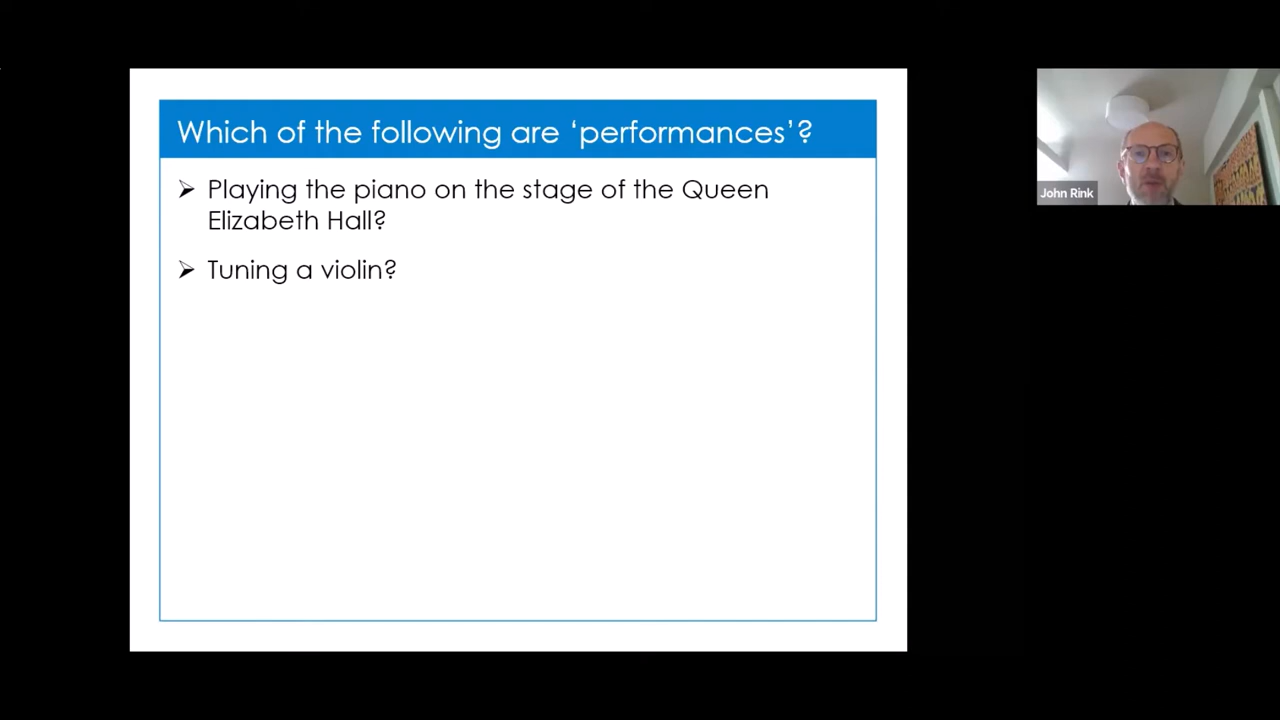 Which of the following are ‘performances’?
➢ Playing the piano on the stage of the Queen
Elizabeth Hall?
➢ Tuning a violin?
John Rink